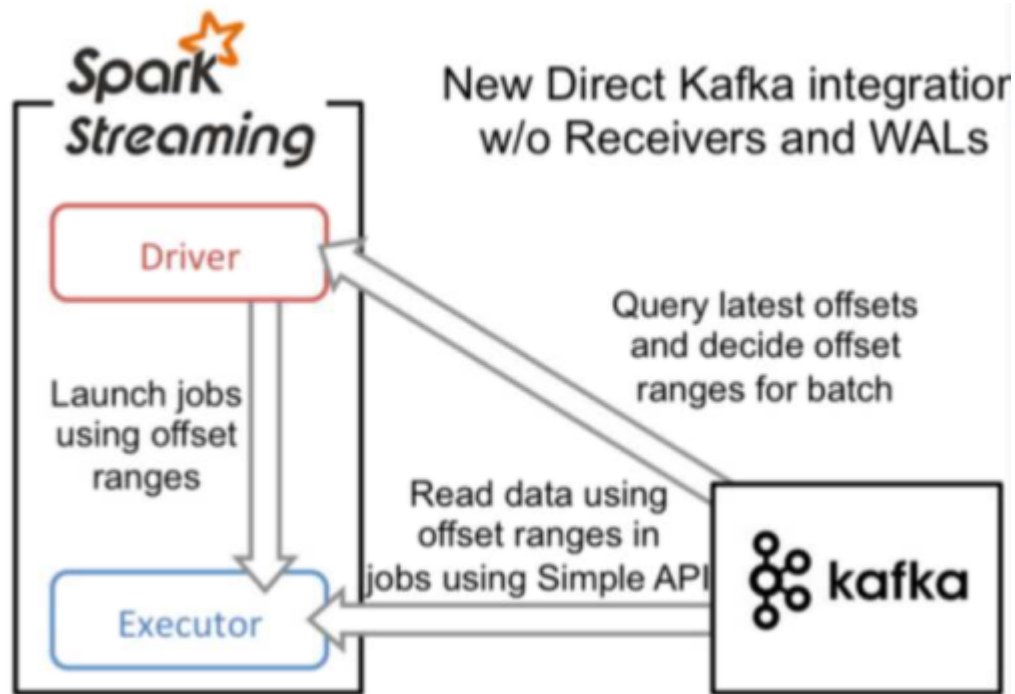 Spark
Streaming
New Direct Kafka integration
w/o Receivers and WALs
Driver
Query latest offsets
and decide offset
ranges for batch
Launch jobs
using offset
ranges
Read data using
offset ranges in
jobs using Simple API
kafka
Executor